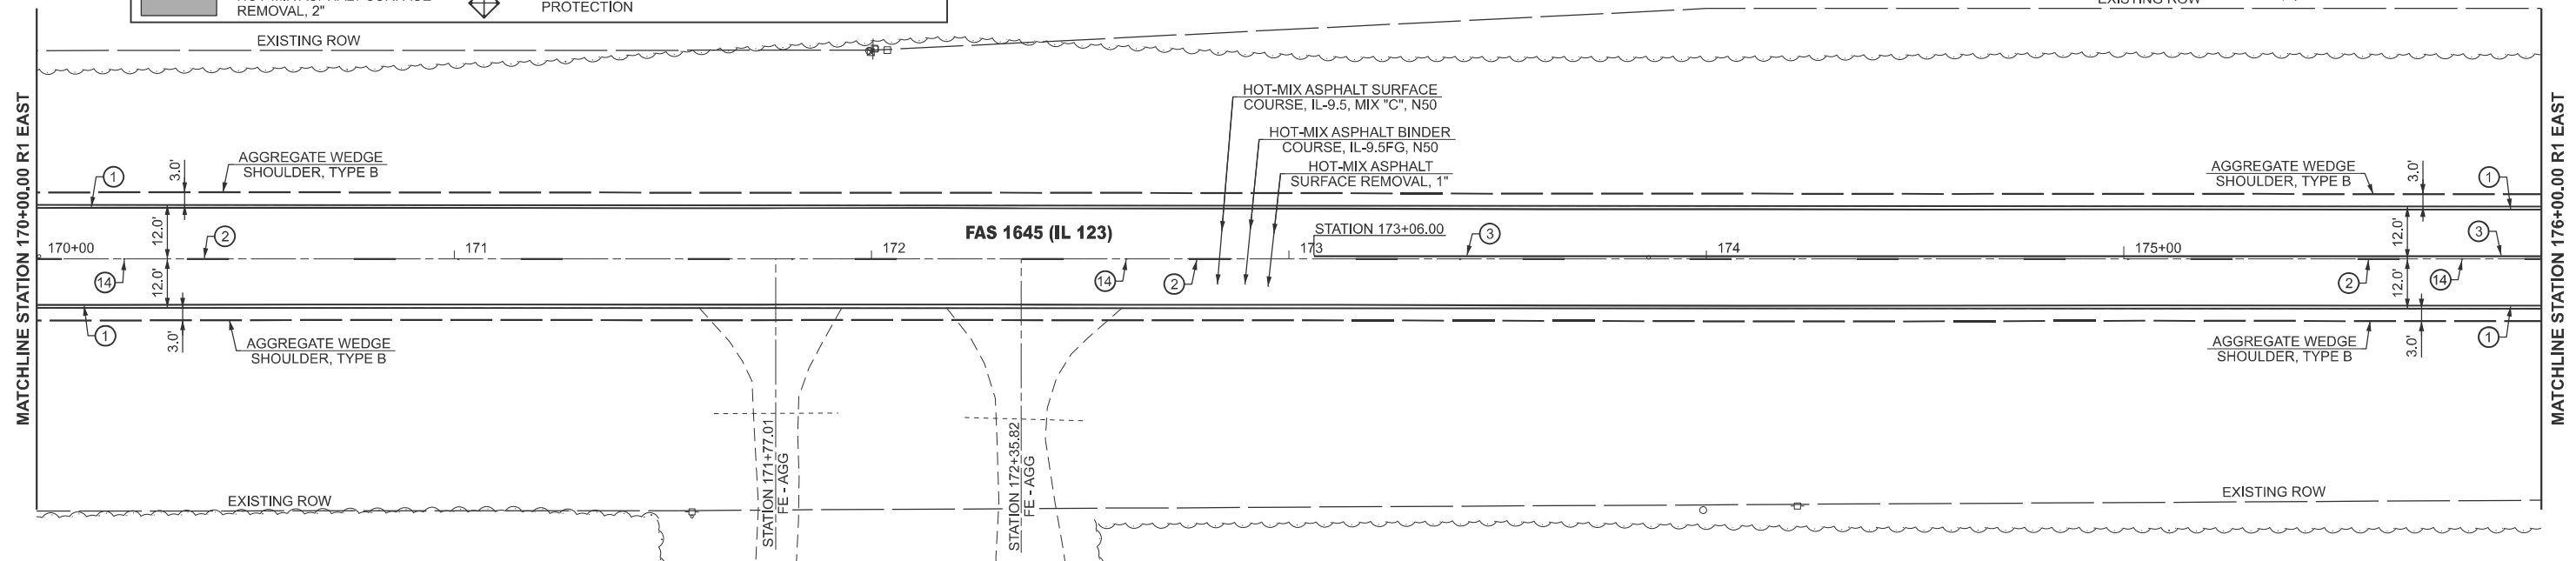 REMOVAL, 2"
PROTECTION
EXISTING ROW
EXISTING ROW
HOT-MIX ASPHALT SURFACE
COURSE, IL-9.5, MIX "C", N50
HOT-MIX ASPHALT BINDER
COURSE, IL-9.5FG, N50
HOT-MIX ASPHALT
SURFACE REMOVAL, 1"
MATCHLINE STATION 170+00.00 R1 EAST
MATCHLINE STATION 176+00.00 R1 EAST
1
3.0'
AGGREGATE WEDGE
SHOULDER, TYPE B
AGGREGATE WEDGE
SHOULDER, TYPE B
3.0'
1
12.0'
2
FAS 1645 (IL 123)
STATION 173+06.00
3
12.0'
3
170+00
171
172
173
174
175+00
14
12.0'
14
2
2
12.0'
14
1
3.0'
AGGREGATE WEDGE
SHOULDER, TYPE B
AGGREGATE WEDGE
SHOULDER, TYPE B
3.0'
1
STATION 171+77.01
FE - AGG
STATION 172+35.82
FE - AGG
EXISTING ROW
EXISTING ROW